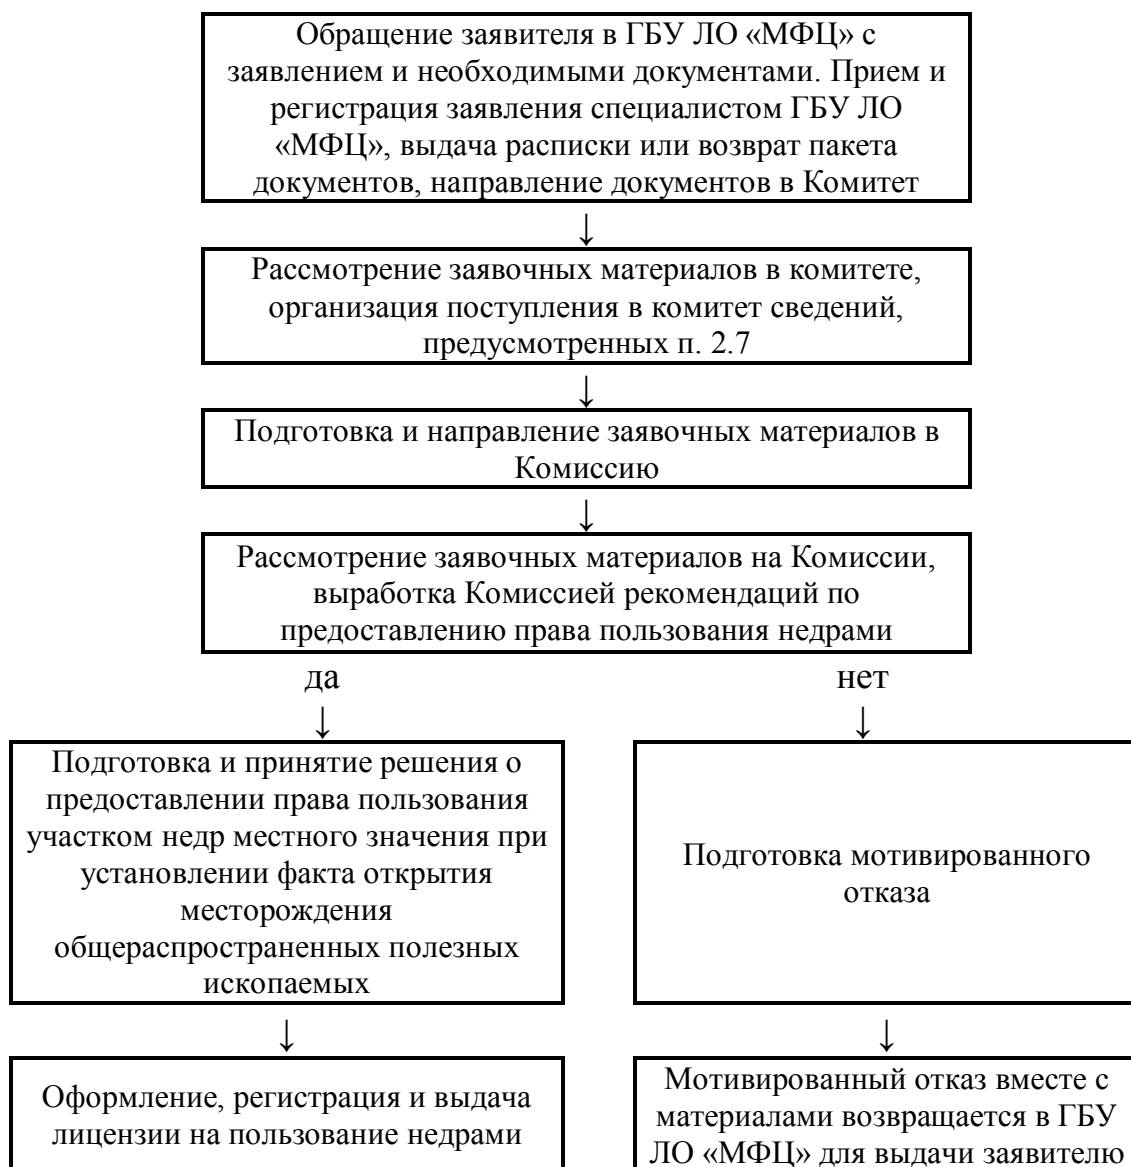 Обращение заявителя в ГБУ ЛО «МФЦ» с
заявлением и необходимыми документами. Прием и
регистрация заявления специалистом ГБУ ЛО
«МФЦ», выдача расписки или возврат пакета
документов, направление документов в Комитет
↓
Рассмотрение заявочных материалов в комитете,
организация поступления в комитет сведений,
предусмотренных п. 2.7
↓
Подготовка и направление заявочных материалов в
Комиссию
↓
Рассмотрение заявочных материалов на Комиссии,
выработка Комиссией рекомендаций по
предоставлению права пользования недрами
да
↓
Подготовка и принятие решения о
предоставлении права пользования
участком недр местного значения при
установлении факта открытия
месторождения
общераспространенных полезных
ископаемых
↓
Оформление, регистрация и выдача
лицензии на пользование недрами
нет
↓
Подготовка мотивированного
отказа
↓
Мотивированный отказ вместе с
материалами возвращается в ГБУ
ЛО «МФЦ» для выдачи заявителю